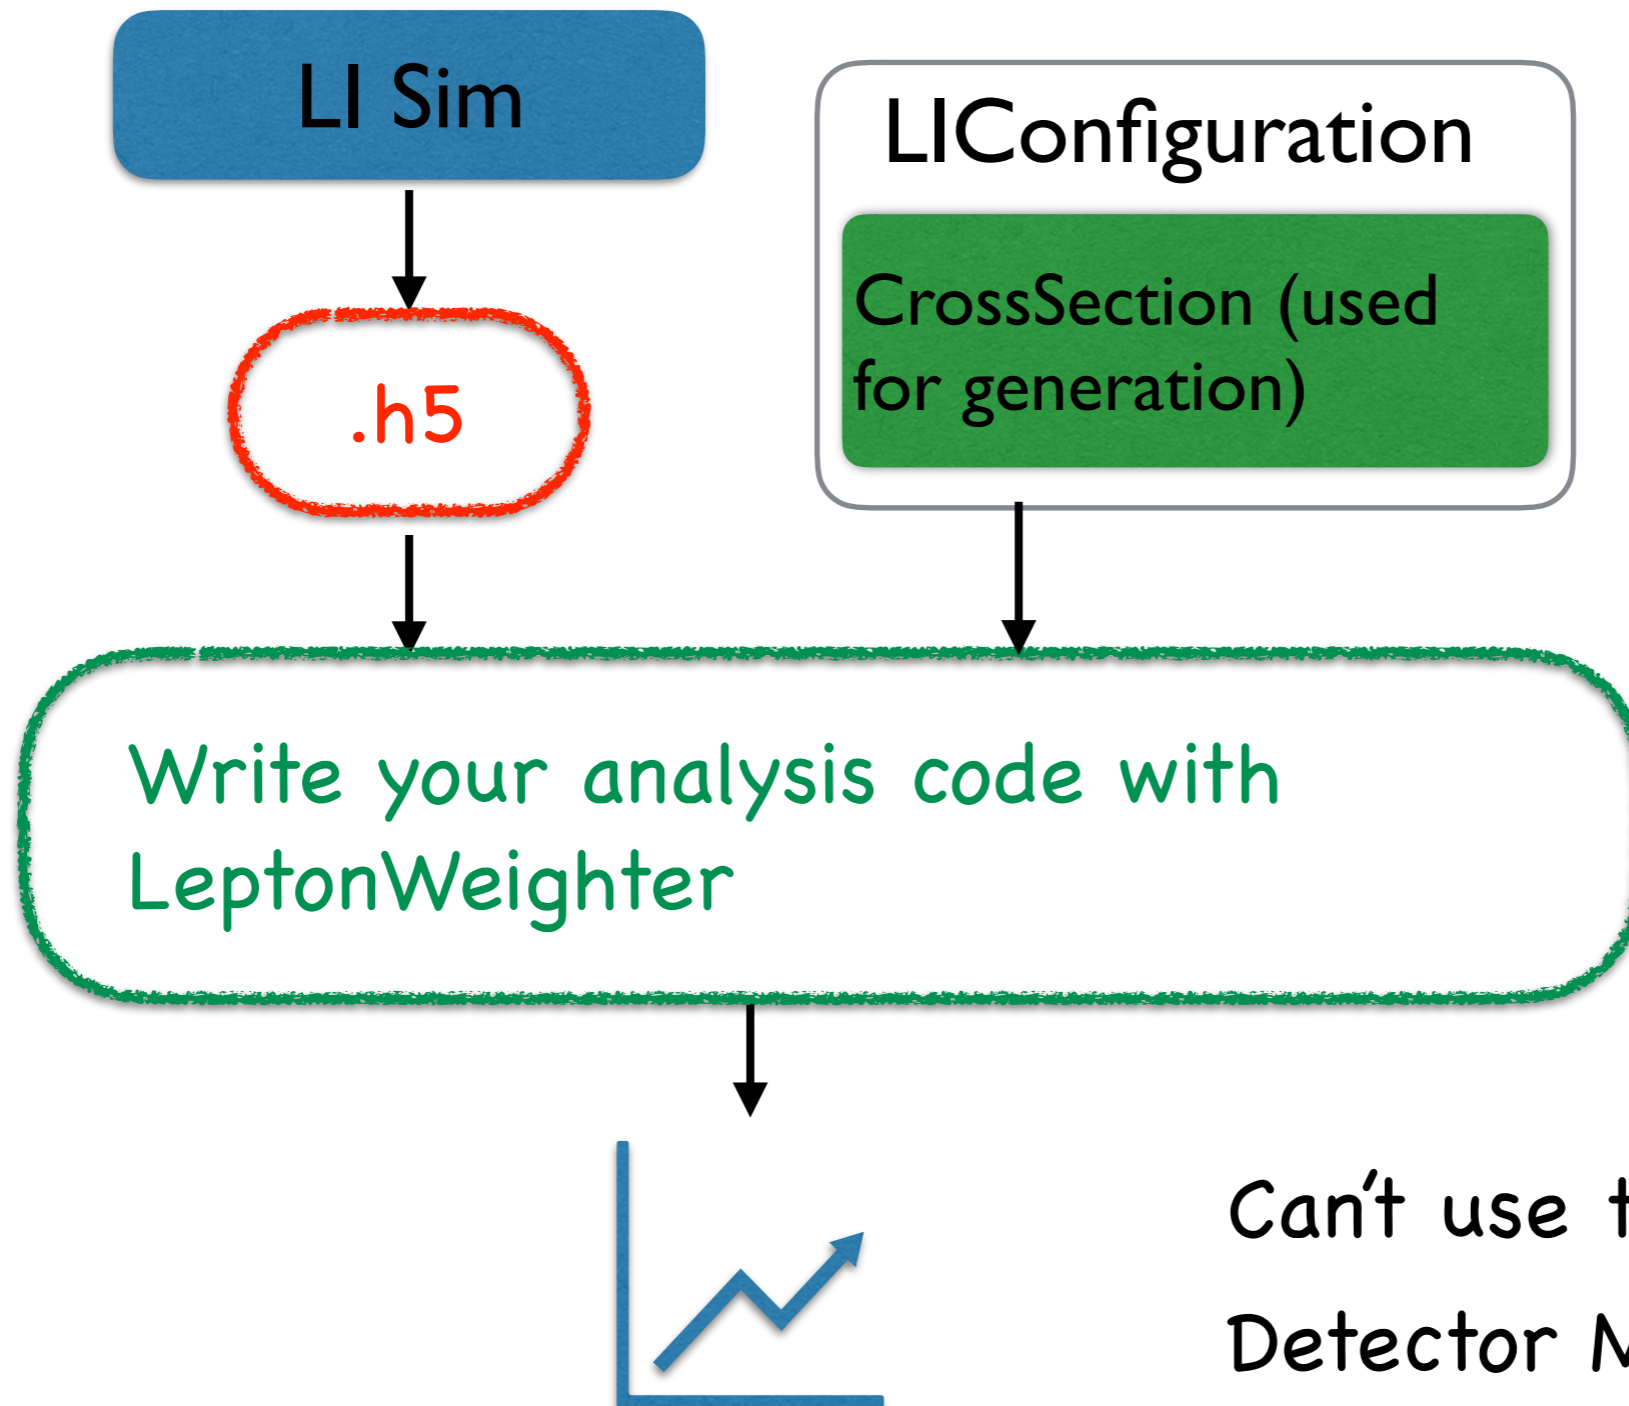 LI Sim
LIConfiguration
CrossSection (used
for generation)
.h5
Write your analysis code with
LeptonWeighter
Can't use
Detector